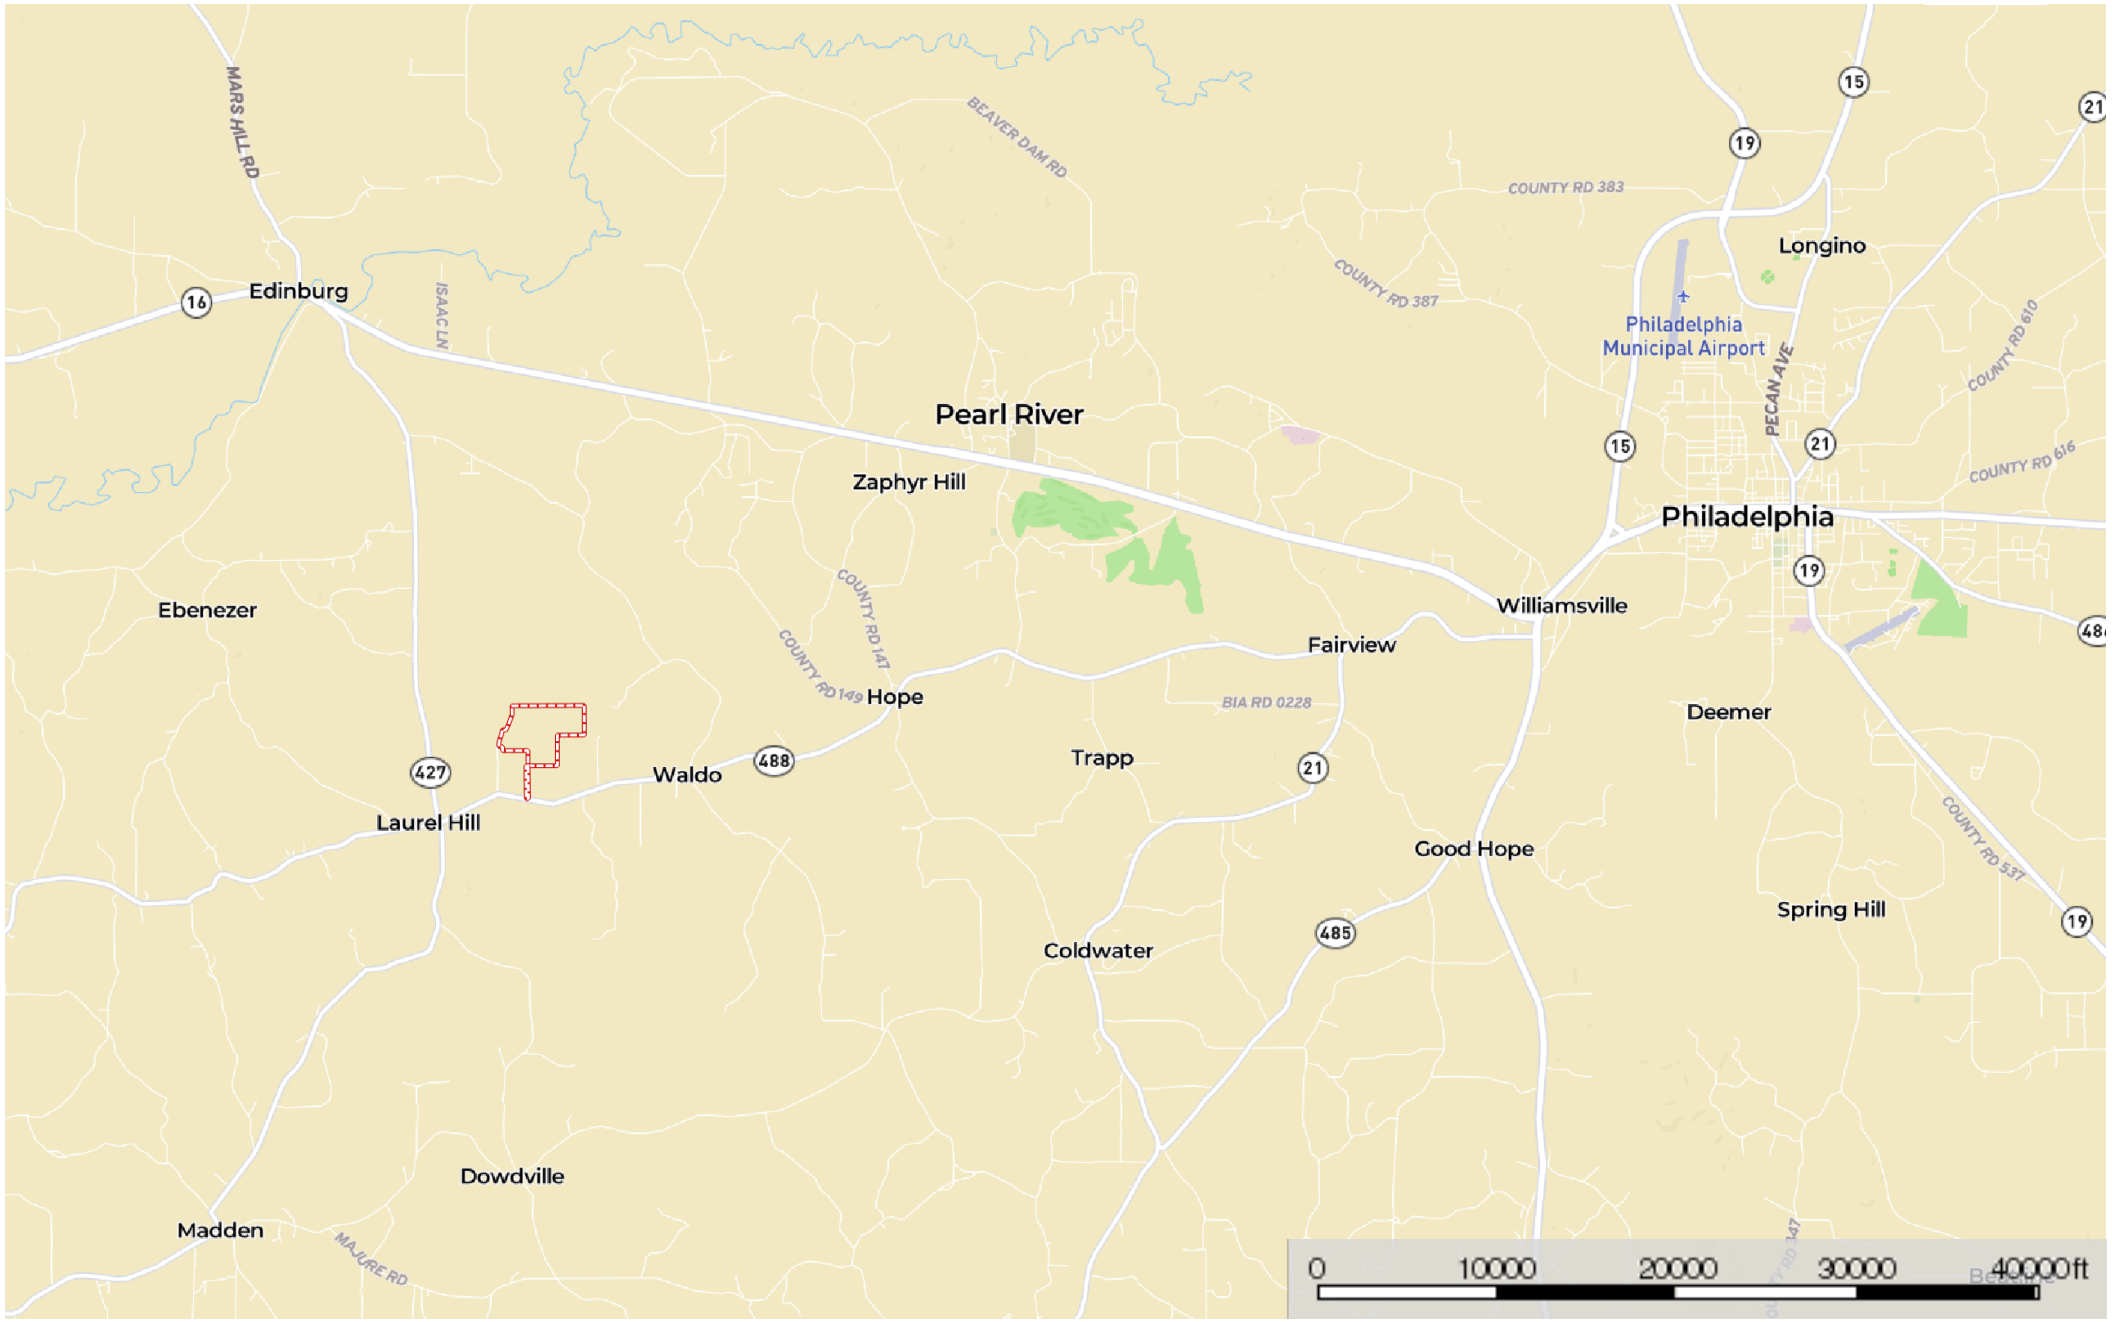 15
21
MARS HILL RD
BEAVER DAM RD
19
COUNTY RD 383
Longino
COUNTY RD 387
16
Edinburg
ISAAC LN
Philadelphia
Municipal Airport
COUNTY RD 610
PECAN AVE
Pearl River
15
21
COUNTY RD 616
Zaphyr Hill
Philadelphia
19
COUNTY RD 147
Ebenezer
Williamsville
486
Fairview
COUNTY RD 149
Hope
BIA RD 0228
Deemer
427
Waldo
488
Trapp
21
Laurel Hill
Good Hope
COUNTY RD 537
Spring Hill
19
485
Coldwater
Dowdville
Madden
MAJURE RD
0 10000 20000 30000 40000 ft